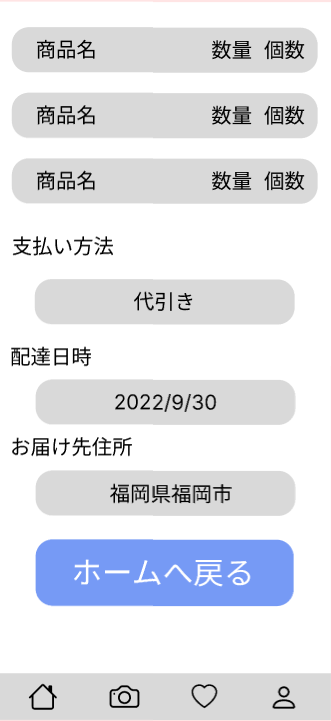 商品名 数量 個数
商品名 数量 個数
商品名 数量 個数
支払い方法
代引き
配達日時
2022/9/30
お届け先住所
福岡県福岡市
ホームへ戻る